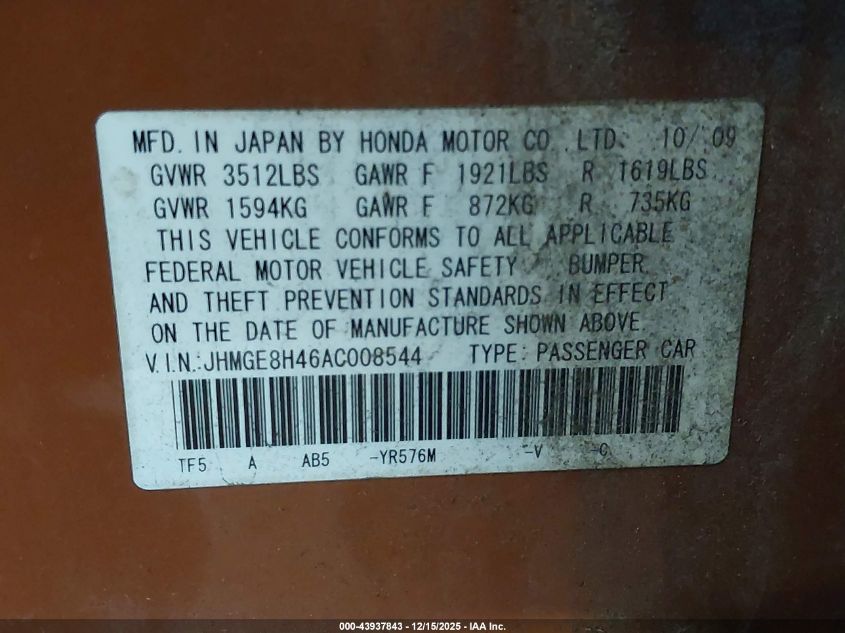 MFD. IN JAPAN BY HONDA MOTOR CO. LTD. 10/ 09
GVWR 3512LBS GAWR F 1921LBS R 1619LBS
GVWR 1594KG GAWR F 872KG R 735KG
THIS VEHICLE CONFORMS TO ALL APPLICABLE
FEDERAL MOTOR VEHICLE SAFETY, BUMPER,
AND THEFT PREVENTION STANDARDS IN EFFECT
ON THE DATE OF MANUFACTURE SHOWN ABOVE.
V.I.N.:JHMGE8H46AC008544 TYPE: PASSENGER CAR
TF5 A AB5 -YR576M -V -C
000-43937843 - 12/15/2025 - IAA Inc.